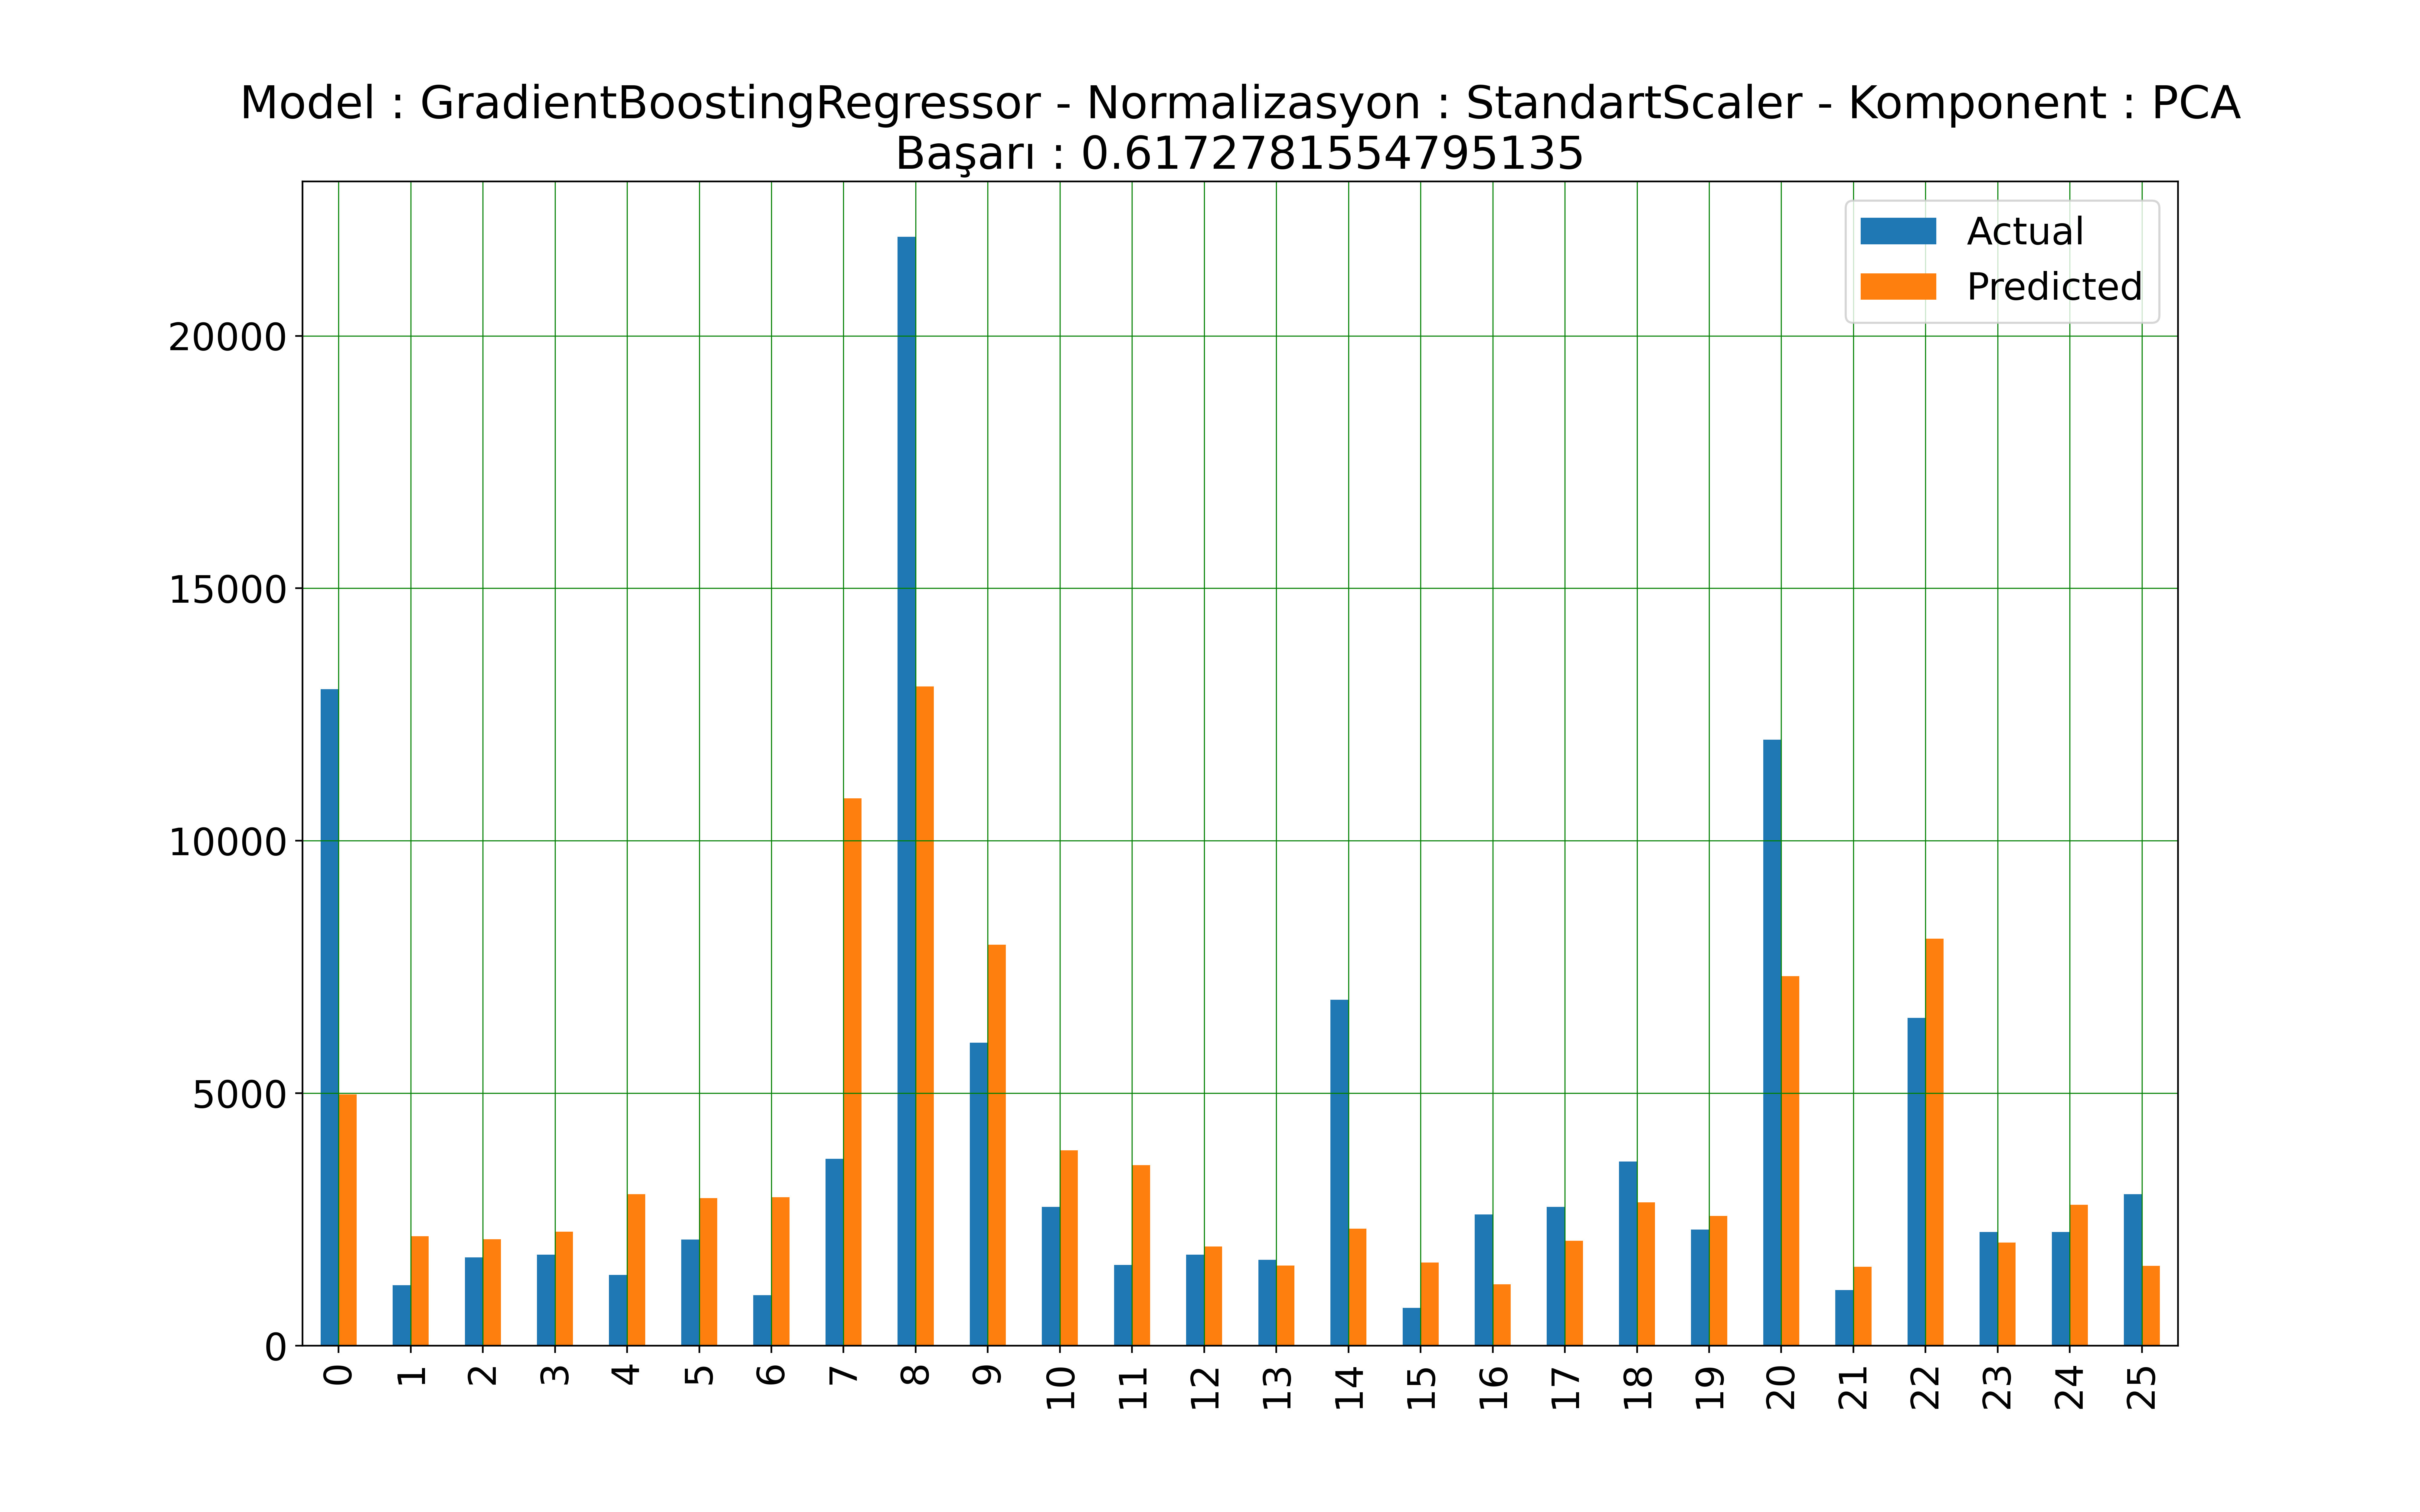 Model : GradientBoostingRegressor - Normalizasyon : StandartScaler - Komponent : PCA
Başarı : 0.6172781554795135
Actual
Predicted
20000
15000
10000
5000
0
0 1 2 3 4 5 6 7 8 9 10 11 12 13 14 15 16 17 18 19 20 21 22 23 24 25